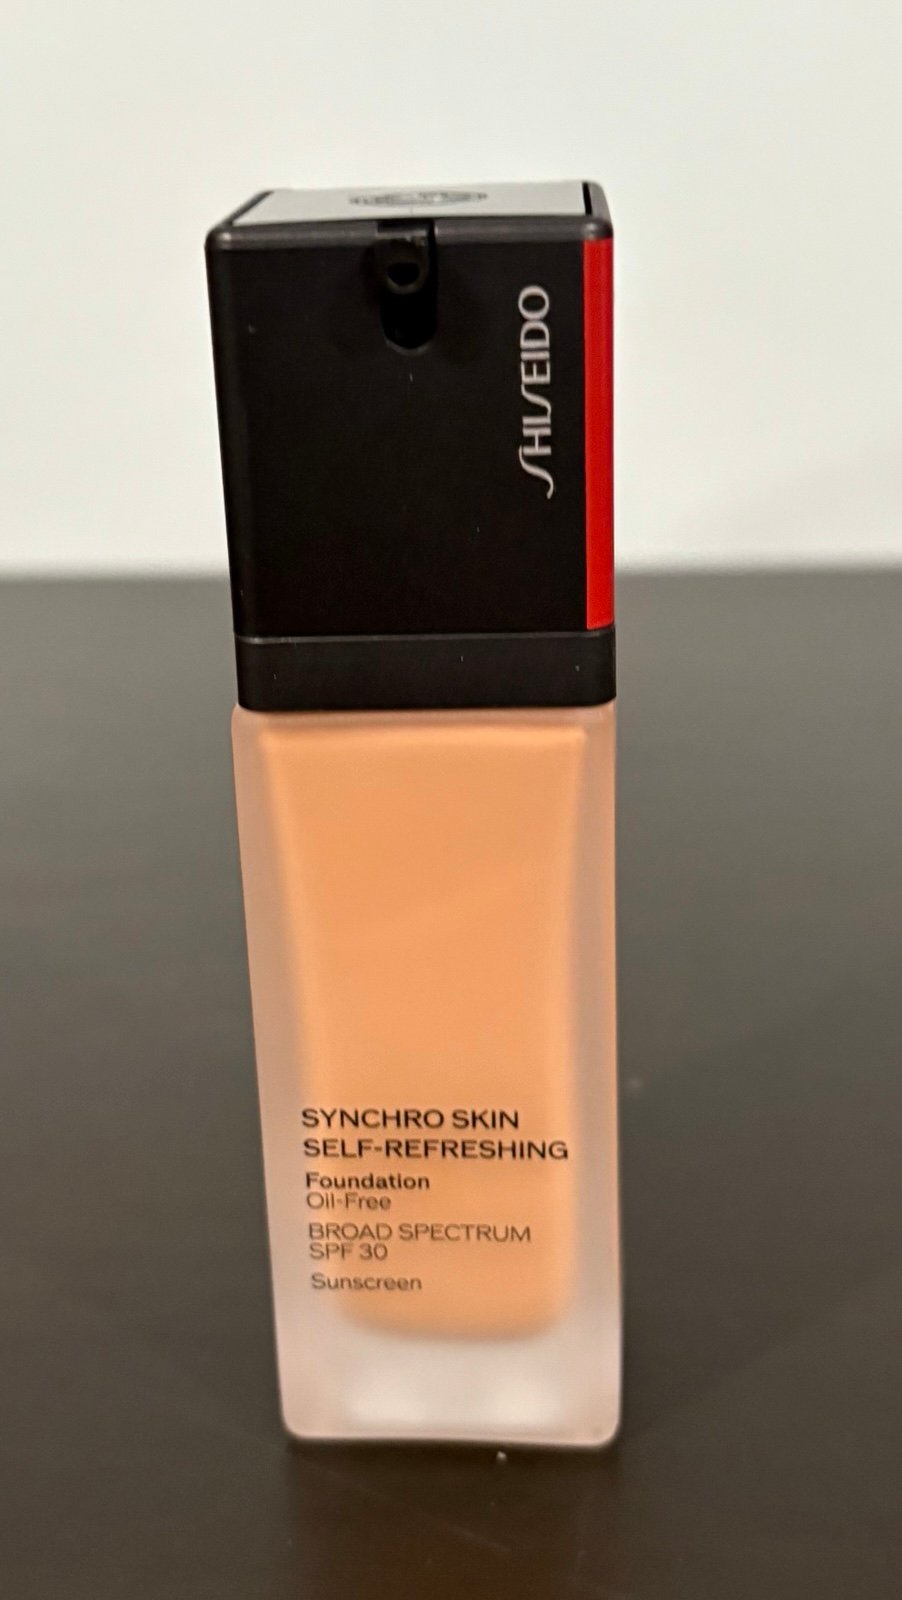 SHISEIDO
SYNCHRO SKIN
SELF-REFRESHING
Foundation
Oil-Free
BROAD SPECTRUM
SPF 30
Sunscreen